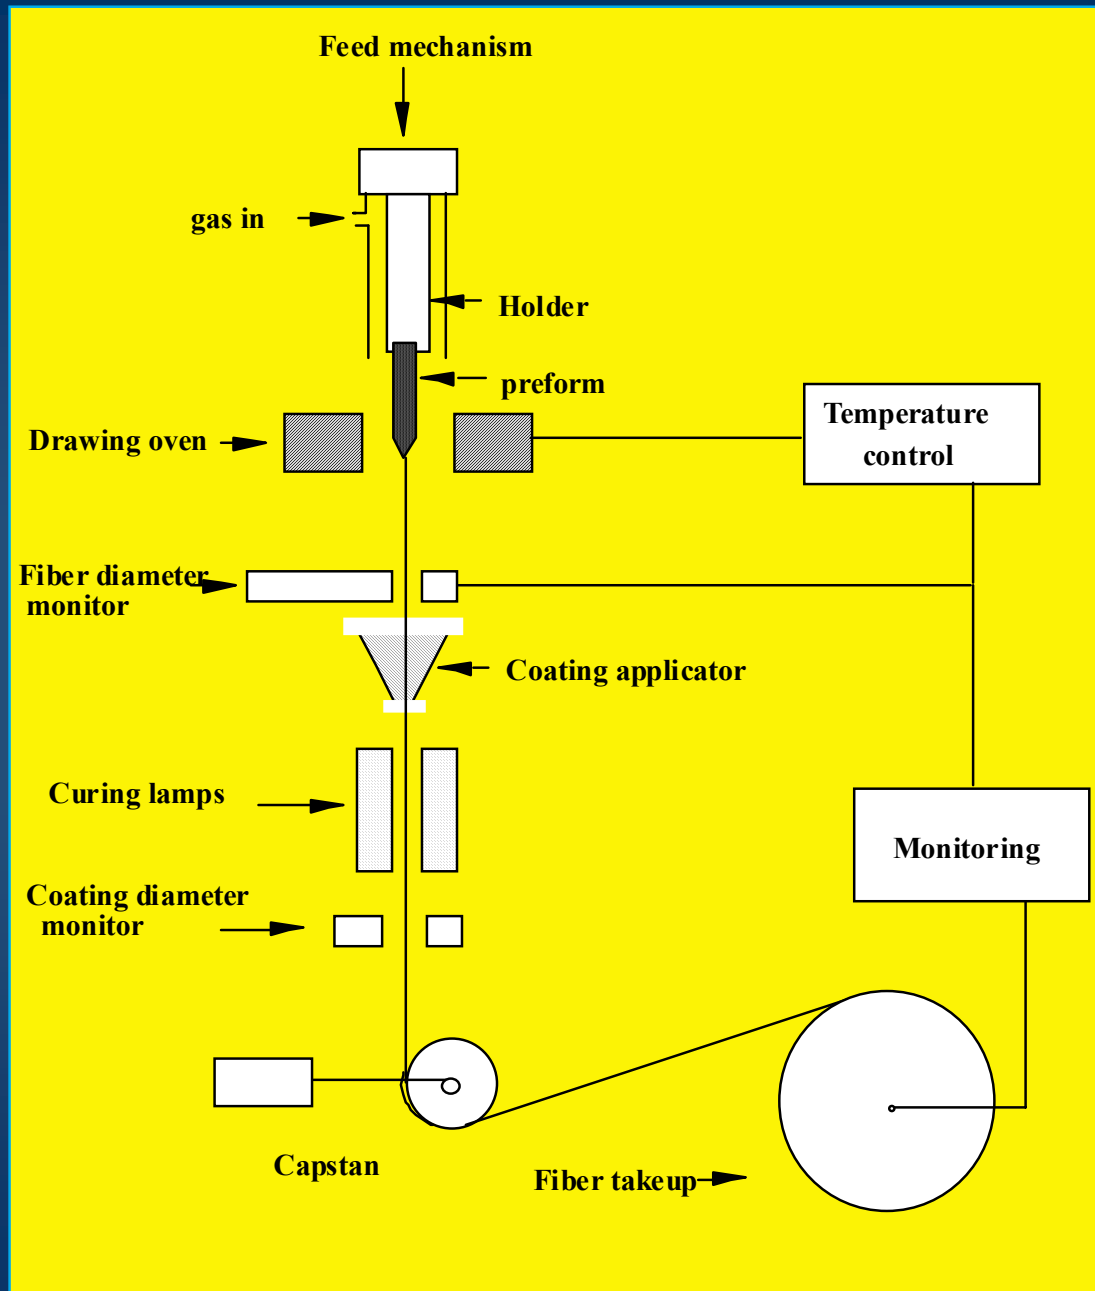 Feed mechanism
gas in
Holder
preform
Temperature
control
Drawing oven
Fiber diameter
monitor
Coating applicator
Curing lamps
Monitoring
Coating diameter
monitor
Capstan
Fiber takeup